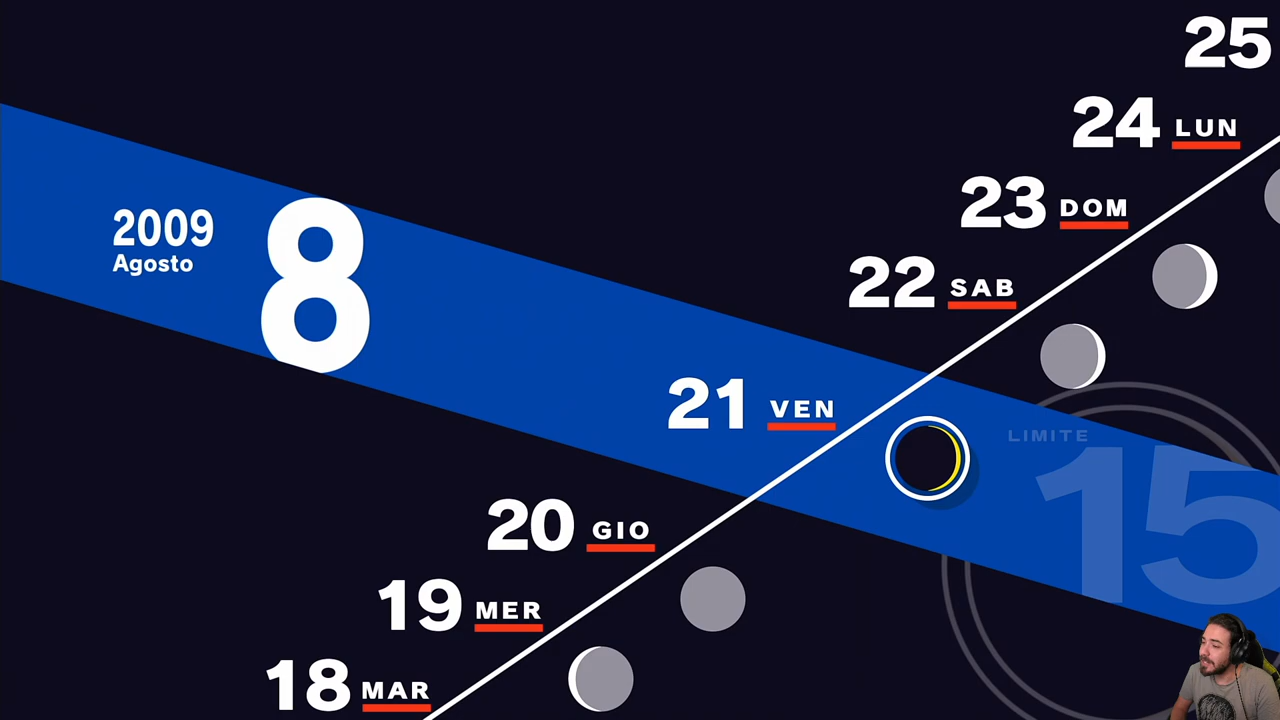 25
24 LUN
23 DOM
2009
Agosto
8
22 SAB
21 VEN
LIMITE
15
20 GIO
19 MER
18 MAR